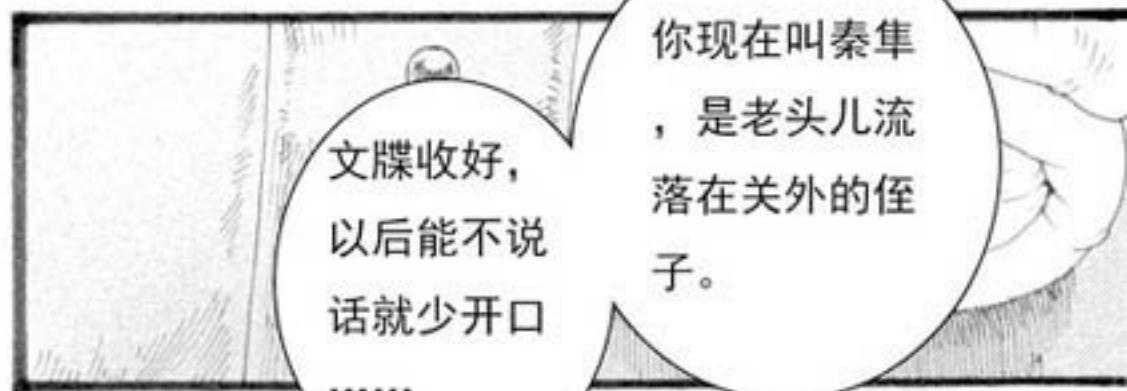 你现在叫秦隼
，是老头儿流
落在关外的侄
子。
文牒收好，
以后能不说
话就少开口
……